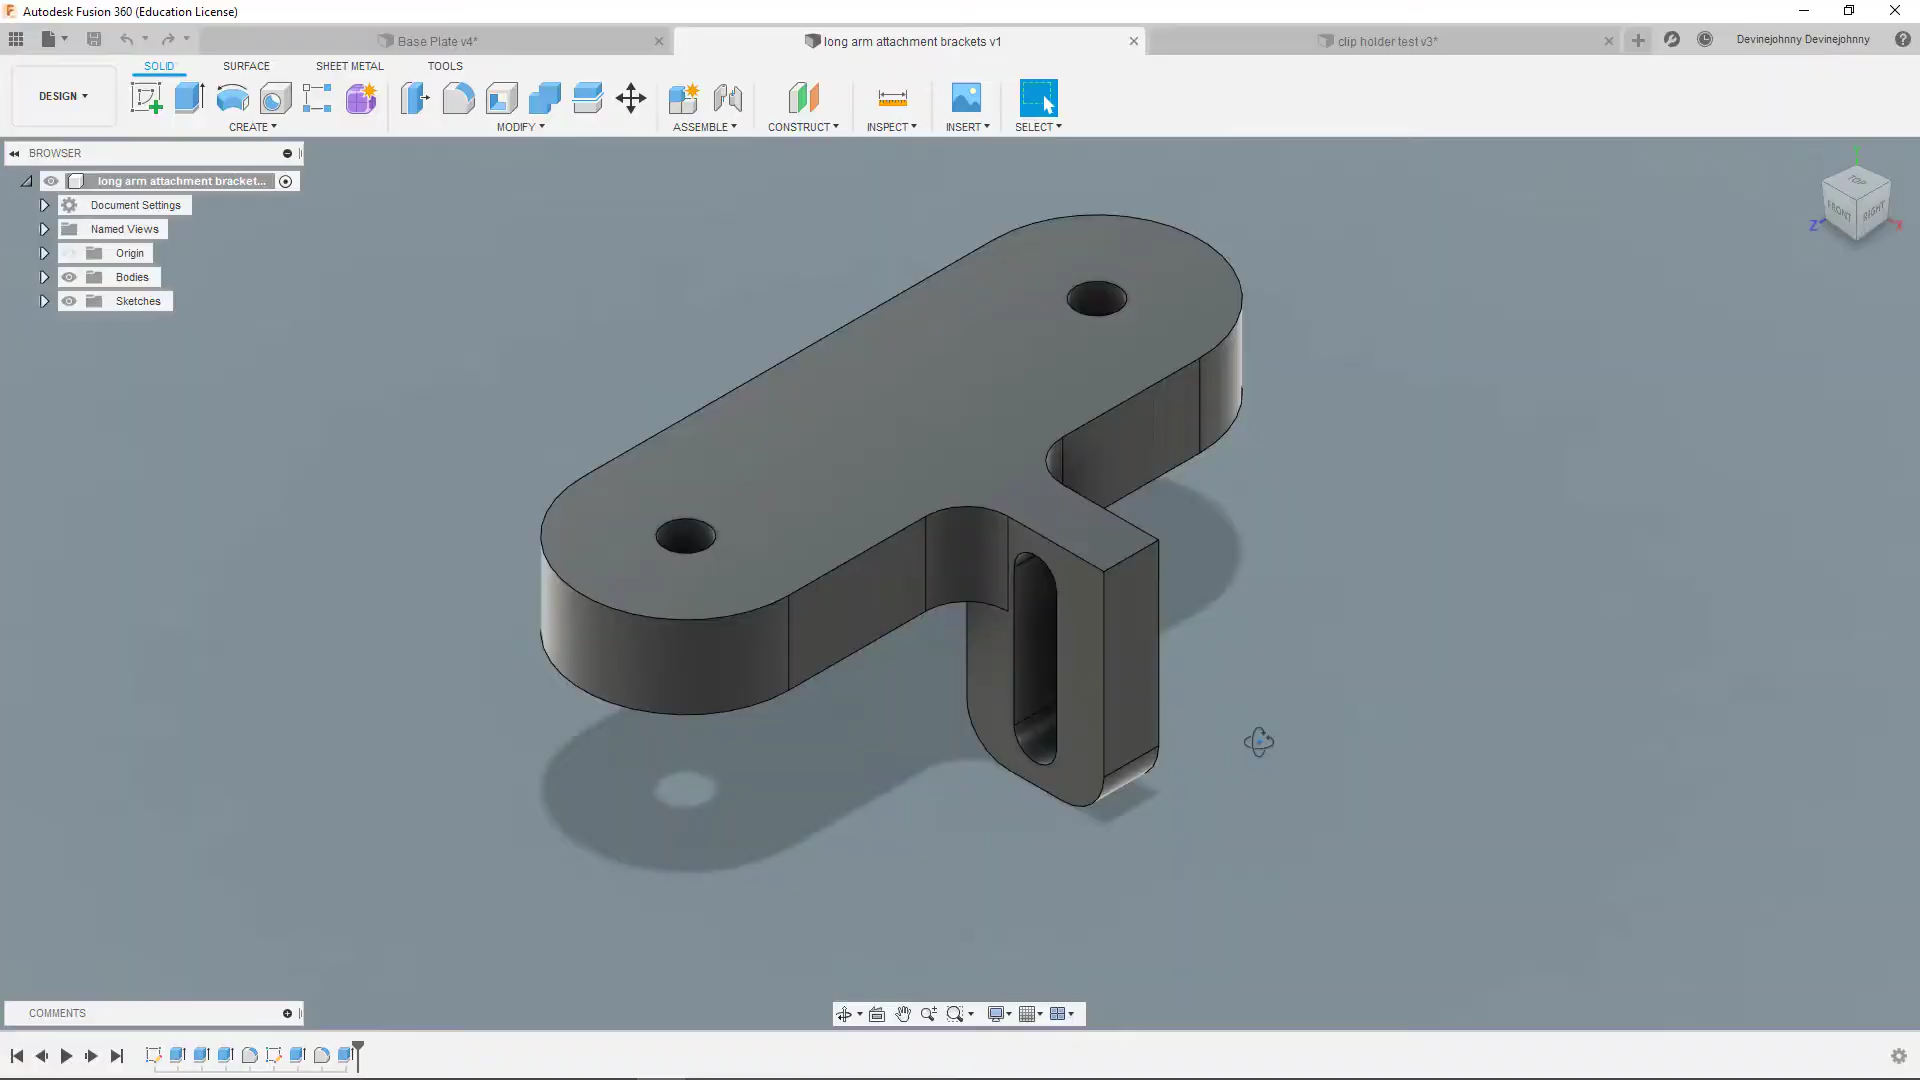 Autodesk Fusion 360 (Education License)
Base Plate v4*
long arm attachment brackets v1
clip holder test v3*
Devinejohnny Devinejohnny
SOLID
SURFACE
SHEET METAL
TOOLS
DESIGN
CREATE
MODIFY
ASSEMBLE
CONSTRUCT
INSPECT
INSERT
SELECT
BROWSER
long arm attachment bracket...
Document Settings
Named Views
Origin
Bodies
Sketches
TOP
FRONT
RIGHT
Z
X
COMMENTS